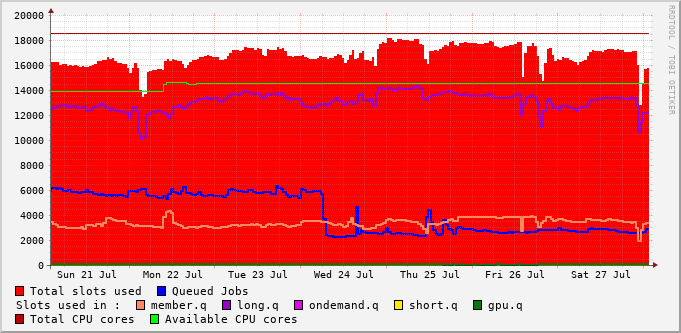 RRDTOOL / TOBI OETIKER
20000
18000
16000
14000
12000
10000
8000
6000
4000
2000
0
Sun 21 Jul Mon 22 Jul Tue 23 Jul Wed 24 Jul Thu 25 Jul Fri 26 Jul Sat 27 Jul
Total slots used Queued Jobs
Slots used in : member.q long.q ondemand.q short.q gpu.q
Total CPU cores Available CPU cores